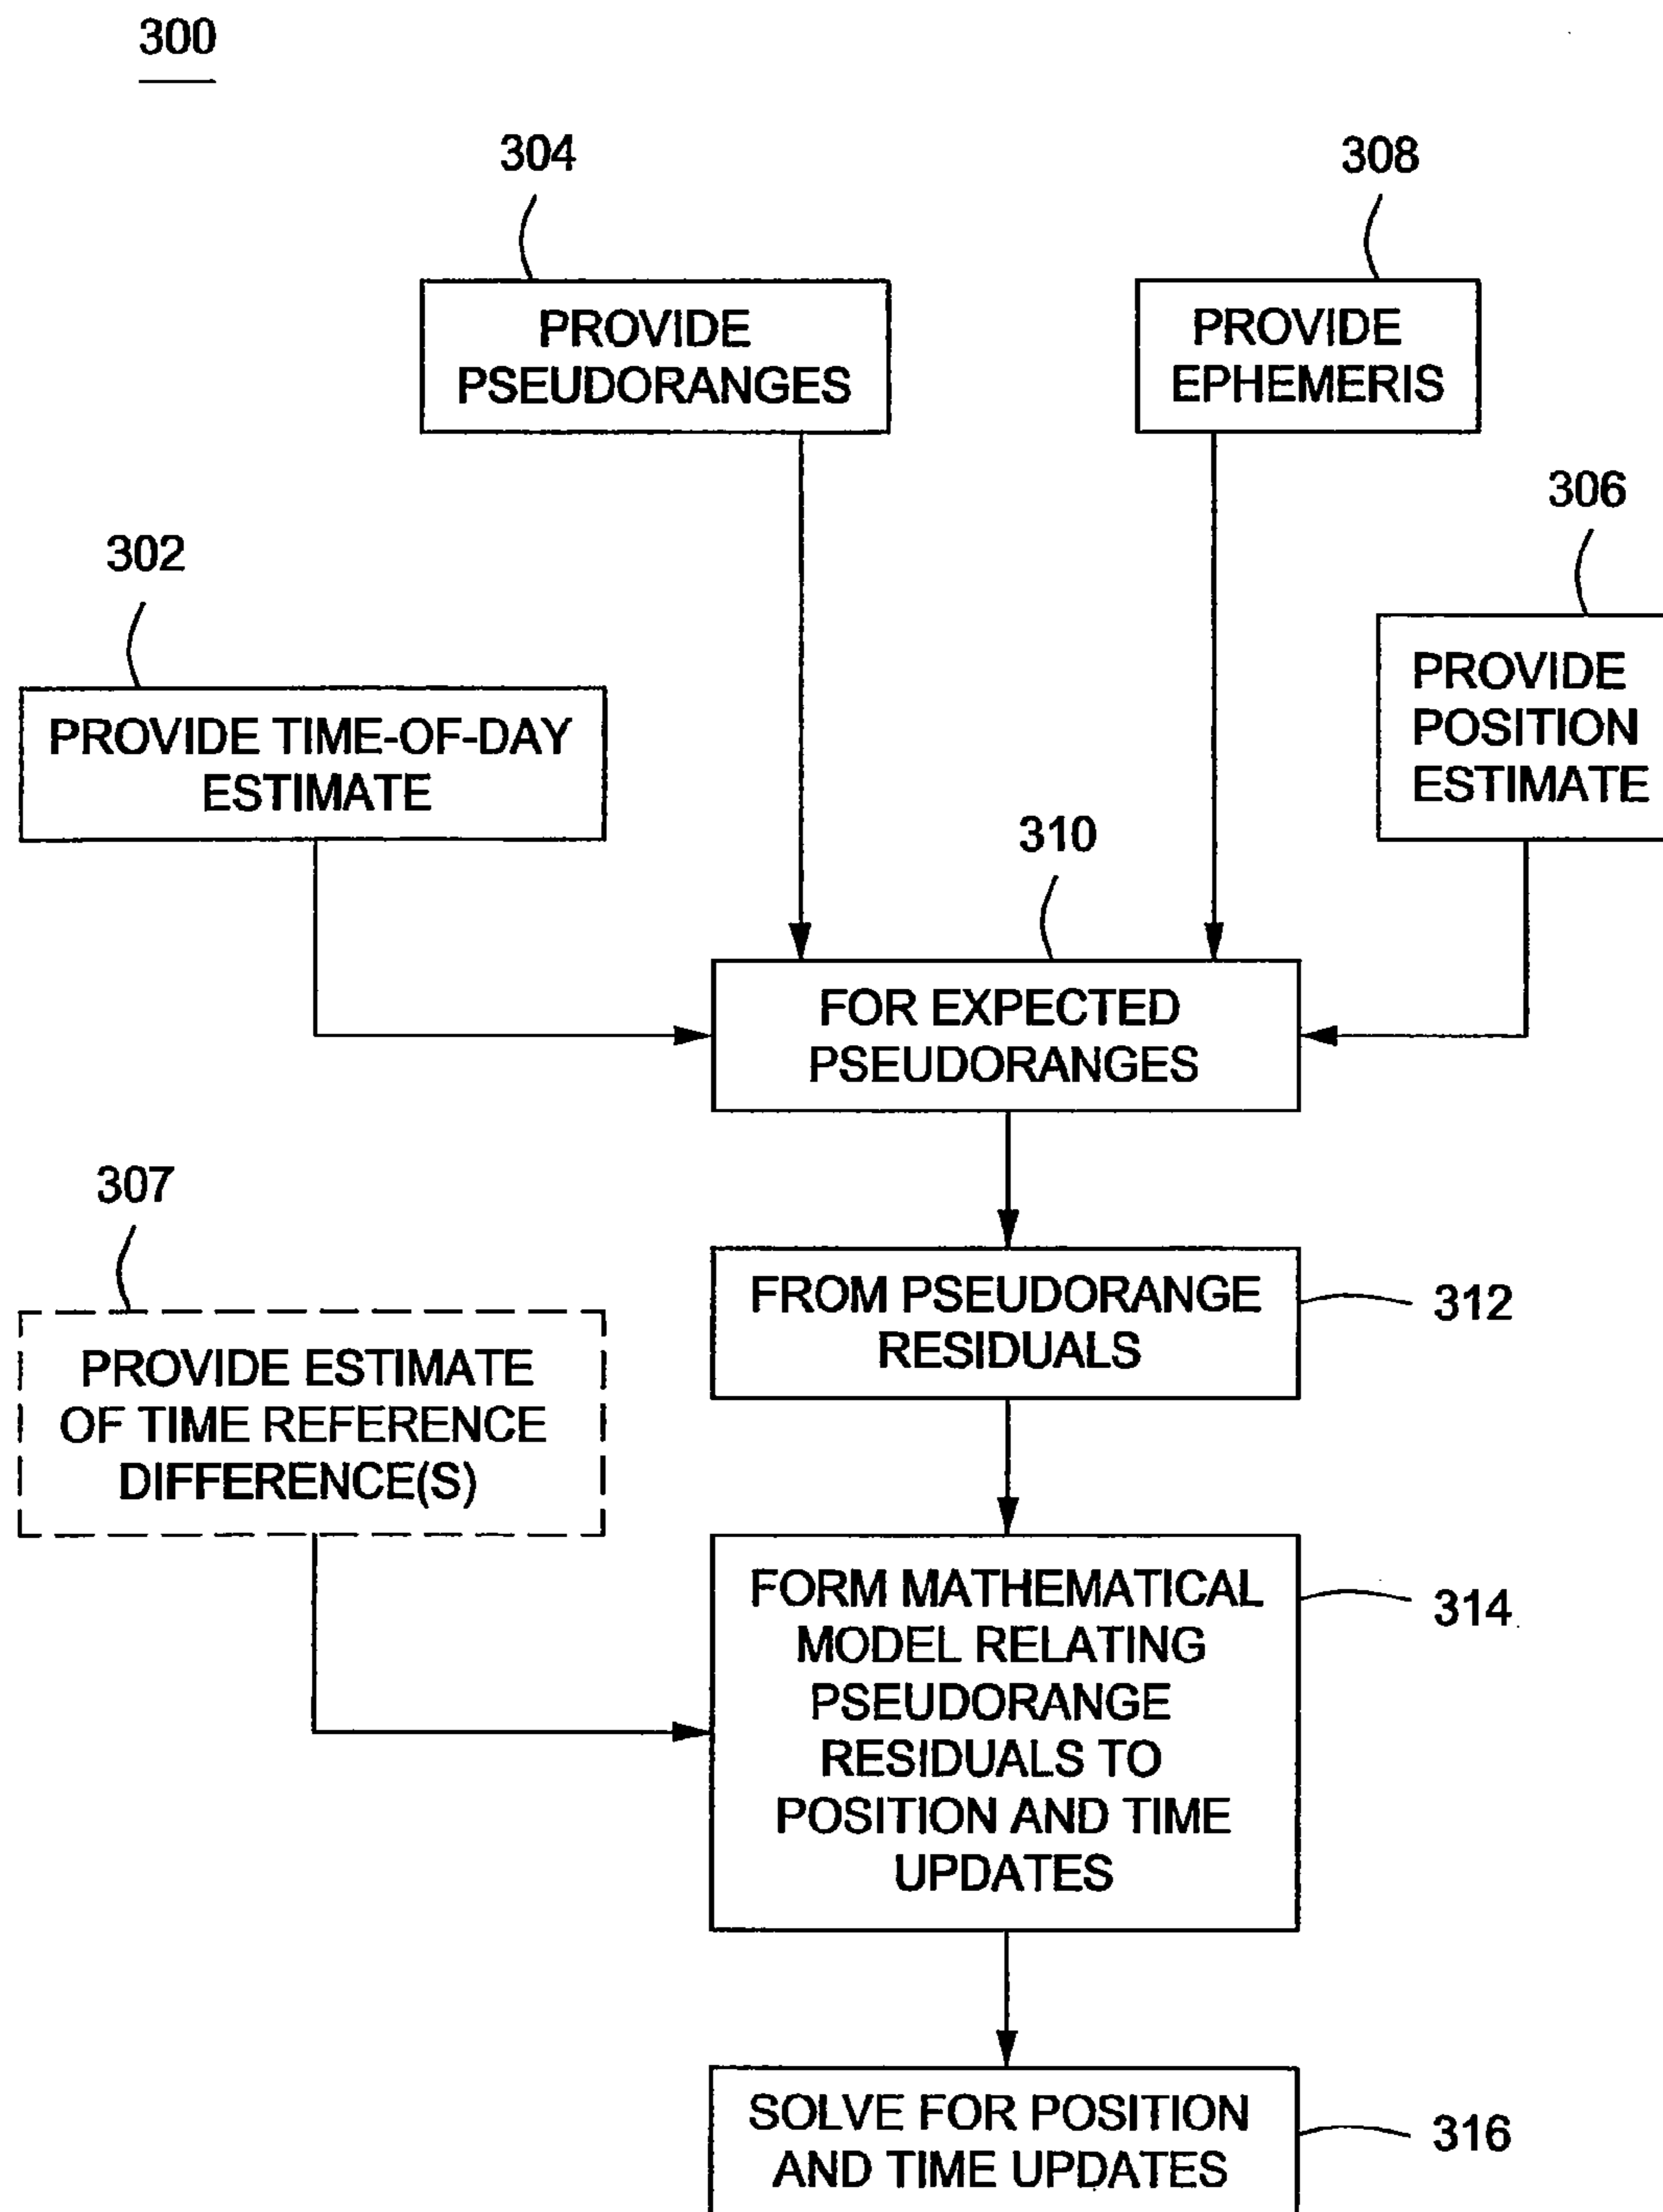 300
304
308
PROVIDE
PSEUDORANGES
PROVIDE
EPHEMERIS
306
302
PROVIDE
POSITION
ESTIMATE
PROVIDE TIME-OF-DAY
ESTIMATE
310
FOR EXPECTED
PSEUDORANGES
307
FROM PSEUDORANGE
RESIDUALS
312
PROVIDE ESTIMATE
OF TIME REFERENCE
DIFFERENCE(S)
FORM MATHEMATICAL
MODEL RELATING
PSEUDORANGE
RESIDUALS TO
POSITION AND TIME
UPDATES
314
SOLVE FOR POSITION
AND TIME UPDATES
316